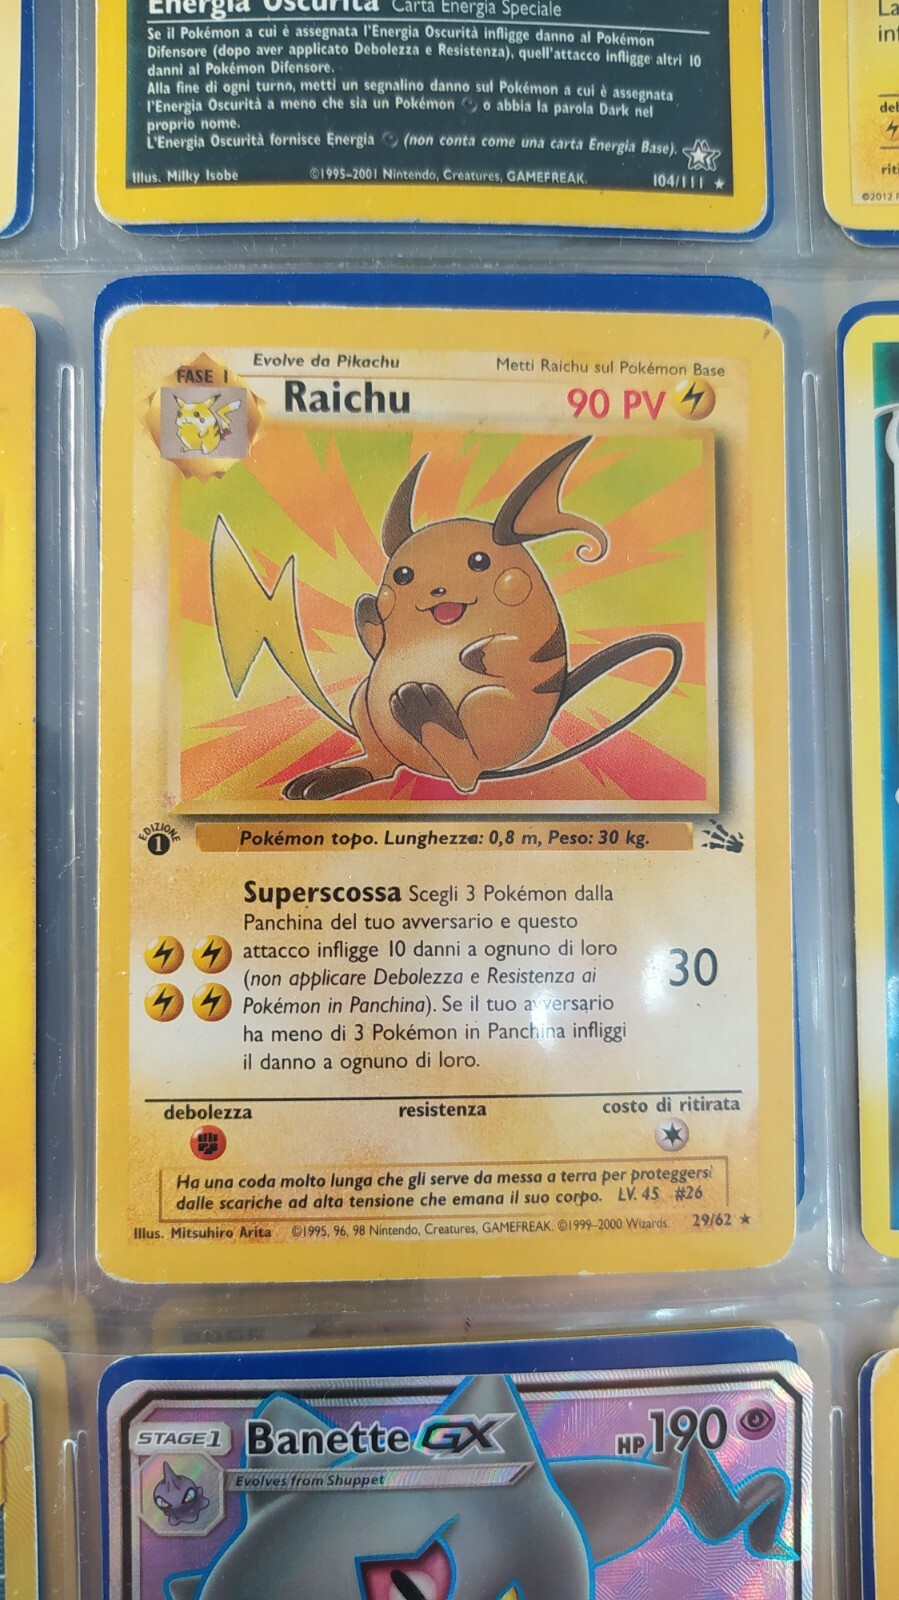 Energia Oscurità Carta Energia Speciale
Se il Pokémon a cui è assegnata l'Energia Oscurità infligge danno al Pokémon
Difensore (dopo aver applicato Debolezza e Resistenza), quell'attacco infligge altri 10
danni al Pokémon Difensore.
Alla fine di ogni turno, metti un segnalino danno sul Pokémon a cui è assegnata
l'Energia Oscurità a meno che sia un Pokémon o abbia la parola Dark nel
proprio nome.
L'Energia Oscurità fornisce Energia (non conta come una carta Energia Base).
Illus. Milky Isobe ©1995-2001 Nintendo, Creatures, GAMEFREAK. 104/111 ★
La
©2012
Evolve da Pikachu Metti Raichu sul Pokémon Base
FASE 1 Raichu 90 PV
EDIZIONE 1
Pokémon topo. Lunghezza: 0,8 m, Peso: 30 kg.
Superscossa Scegli 3 Pokémon dalla
Panchina del tuo avversario e questo
attacco infligge 10 danni a ognuno di loro
(non applicare Debolezza e Resistenza ai
Pokémon in Panchina). Se il tuo avversario
ha meno di 3 Pokémon in Panchina infliggi
il danno a ognuno di loro.
30
debolezza resistenza costo di ritirata
Ha una coda molto lunga che gli serve da messa a terra per proteggersi
dalle scariche ad alta tensione che emana il suo corpo. LV. 45 #26
Illus. Mitsuhiro Arita ©1995, 96, 98 Nintendo, Creatures, GAMEFREAK. ©1999-2000 Wizards. 29/62 ★
STAGE 1 Banette GX HP 190
Evolves from Shuppet